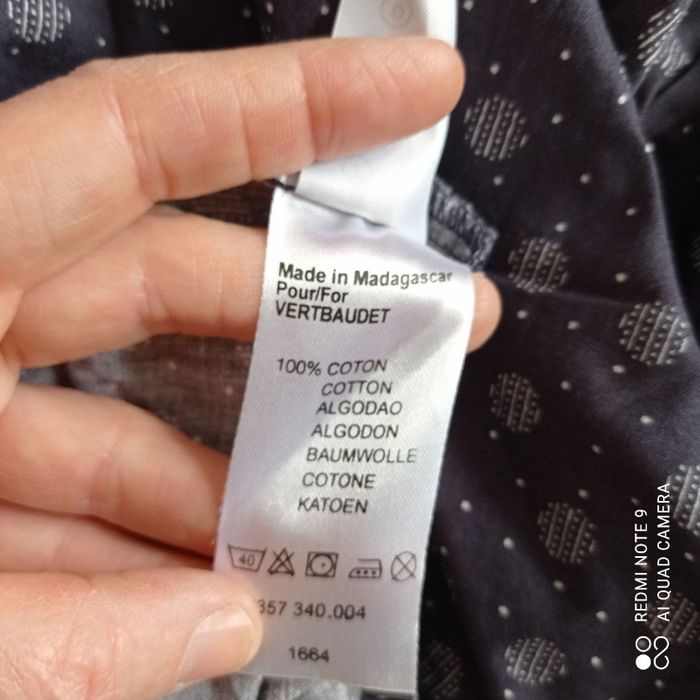 Made in Madagascar
Pour/For
VERTBAUDET
100% COTON
COTTON
ALGODAO
ALGODON
BAUMWOLLE
COTONE
KATOEN
40
357 340.004
1664
REDMI NOTE 9
AI QUAD CAMERA